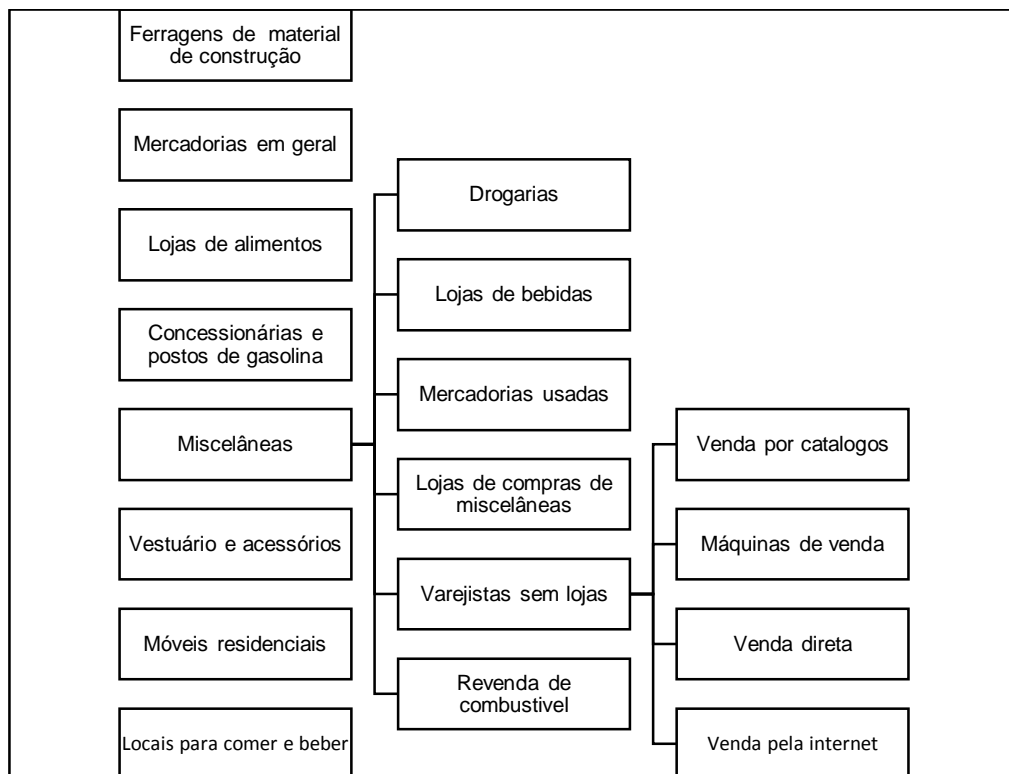 Ferragens de material
de construção
Mercadorias em geral
Lojas de alimentos
Concessionárias e
postos de gasolina
Miscelâneas
Vestuário e acessórios
Móveis residenciais
Locais para comer e beber
Drogarias
Lojas de bebidas
Mercadorias usadas
Lojas de compras de
miscelâneas
Varejistas sem lojas
Revenda de
combustivel
Venda por catalogos
Máquinas de venda
Venda direta
Venda pela internet